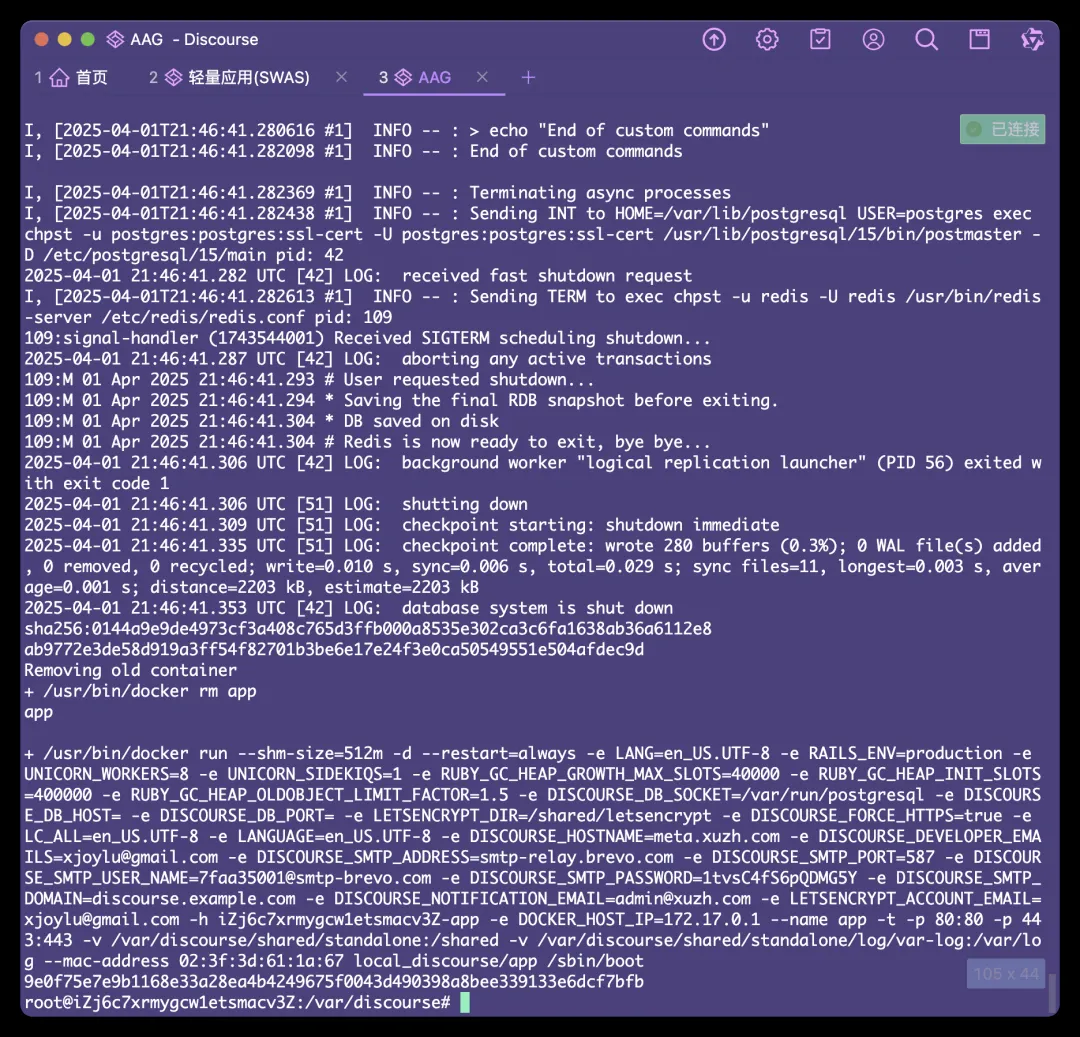 AAG - Discourse
1 首页 2 轻量应用(SWAS) × 3 AAG × +
I, [2025-04-01T21:46:41.280616 #1]  INFO -- : > echo "End of custom commands"
已连接
I, [2025-04-01T21:46:41.282098 #1]  INFO -- : End of custom commands
I, [2025-04-01T21:46:41.282369 #1]  INFO -- : Terminating async processes
I, [2025-04-01T21:46:41.282438 #1]  INFO -- : Sending INT to HOME=/var/lib/postgresql USER=postgres exec
chpst -u postgres:postgres:ssl-cert -U postgres:postgres:ssl-cert /usr/lib/postgresql/15/bin/postmaster -
D /etc/postgresql/15/main pid: 42
2025-04-01 21:46:41.282 UTC [42] LOG:  received fast shutdown request
I, [2025-04-01T21:46:41.282613 #1]  INFO -- : Sending TERM to exec chpst -u redis -U redis /usr/bin/redis
-server /etc/redis/redis.conf pid: 109
109:signal-handler (1743544001) Received SIGTERM scheduling shutdown...
2025-04-01 21:46:41.287 UTC [42] LOG:  aborting any active transactions
109:M 01 Apr 2025 21:46:41.293 # User requested shutdown...
109:M 01 Apr 2025 21:46:41.294 * Saving the final RDB snapshot before exiting.
109:M 01 Apr 2025 21:46:41.304 * DB saved on disk
109:M 01 Apr 2025 21:46:41.304 # Redis is now ready to exit, bye bye...
2025-04-01 21:46:41.306 UTC [42] LOG:  background worker "logical replication launcher" (PID 56) exited w
ith exit code 1
2025-04-01 21:46:41.306 UTC [51] LOG:  shutting down
2025-04-01 21:46:41.309 UTC [51] LOG:  checkpoint starting: shutdown immediate
2025-04-01 21:46:41.335 UTC [51] LOG:  checkpoint complete: wrote 280 buffers (0.3%); 0 WAL file(s) added
, 0 removed, 0 recycled; write=0.010 s, sync=0.006 s, total=0.029 s; sync files=11, longest=0.003 s, aver
age=0.001 s; distance=2203 kB, estimate=2203 kB
2025-04-01 21:46:41.353 UTC [42] LOG:  database system is shut down
sha256:0144a9e9de4973cf3a408c765d3ffb000a8535e302ca3c6fa1638ab36a6112e8
ab9772e3de58d919a3ff54f82701b3be6e17e24f3e0ca50549551e504afdec9d
Removing old container
+ /usr/bin/docker rm app
app
+ /usr/bin/docker run --shm-size=512m -d --restart=always -e LANG=en_US.UTF-8 -e RAILS_ENV=production -e
UNICORN_WORKERS=8 -e UNICORN_SIDEKIQS=1 -e RUBY_GC_HEAP_GROWTH_MAX_SLOTS=40000 -e RUBY_GC_HEAP_INIT_SLOTS
=400000 -e RUBY_GC_HEAP_OLDOBJECT_LIMIT_FACTOR=1.5 -e DISCOURSE_DB_SOCKET=/var/run/postgresql -e DISCOURS
E_DB_HOST= -e DISCOURSE_DB_PORT= -e LETSENCRYPT_DIR=/shared/letsencrypt -e DISCOURSE_FORCE_HTTPS=true -e
LC_ALL=en_US.UTF-8 -e LANGUAGE=en_US.UTF-8 -e DISCOURSE_HOSTNAME=meta.xuzh.com -e DISCOURSE_DEVELOPER_EMA
ILS=xjoylu@gmail.com -e DISCOURSE_SMTP_ADDRESS=smtp-relay.brevo.com -e DISCOURSE_SMTP_PORT=587 -e DISCOUR
SE_SMTP_USER_NAME=7faa35001@smtp-brevo.com -e DISCOURSE_SMTP_PASSWORD=1tvsC4fS6pQDMG5Y -e DISCOURSE_SMTP_
DOMAIN=discourse.example.com -e DISCOURSE_NOTIFICATION_EMAIL=admin@xuzh.com -e LETSENCRYPT_ACCOUNT_EMAIL=
xjoylu@gmail.com -h iZj6c7xrmygcw1etsmacv3Z-app -e DOCKER_HOST_IP=172.17.0.1 --name app -t -p 80:80 -p 44
3:443 -v /var/discourse/shared/standalone:/shared -v /var/discourse/shared/standalone/log/var-log:/var/lo
g --mac-address 02:3f:3d:61:1a:67 local_discourse/app /sbin/boot
9e0f75e7e9b1168e33a28ea4b4249675f0043d490398a8bee339133e6dcf7bfb
105 x 44
root@iZj6c7xrmygcw1etsmacv3Z:/var/discourse#